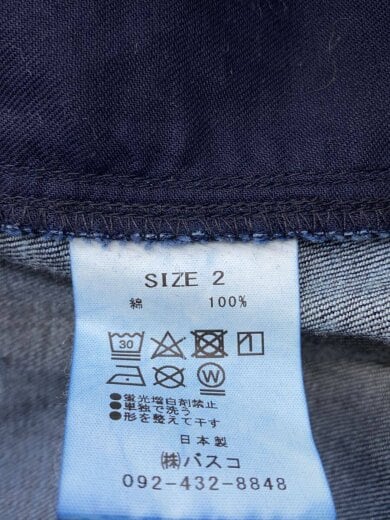 SIZE 2
綿 100%
30
W
●蛍光増白剤禁止
●単独で洗う
●形を整えて干す
日本製
㈱バスコ
092-432-8848